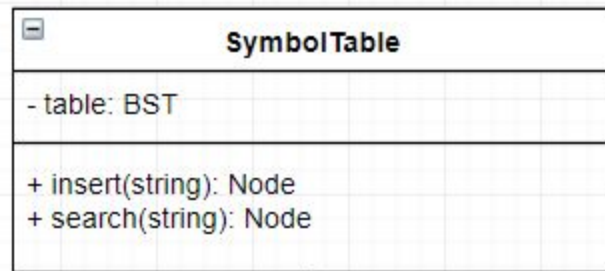 SymbolTable
- table: BST
+ insert(string): Node
+ search(string): Node